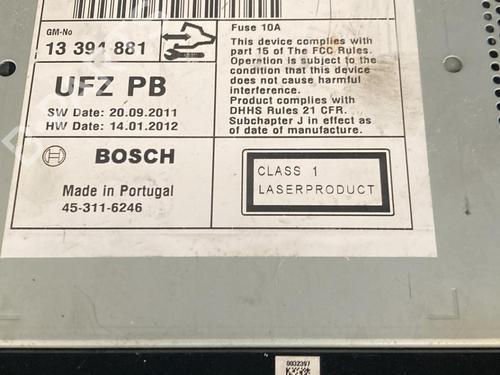 GM-No
13 394 881
UFZ PB
SW Date: 20.09.2011
HW Date: 14.01.2012
BOSCH
Made in Portugal
45-311-6246
Fuse 10A
This device complies with
part 15 of The FCC Rules.
Operation is subject to the
condition that this device
does not cause harmful
interference.
Product complies with
DHHS Rules 21 CFR.
Subchapter J in effect as
of date of manufacture.
CLASS 1
LASERPRODUCT
0032397